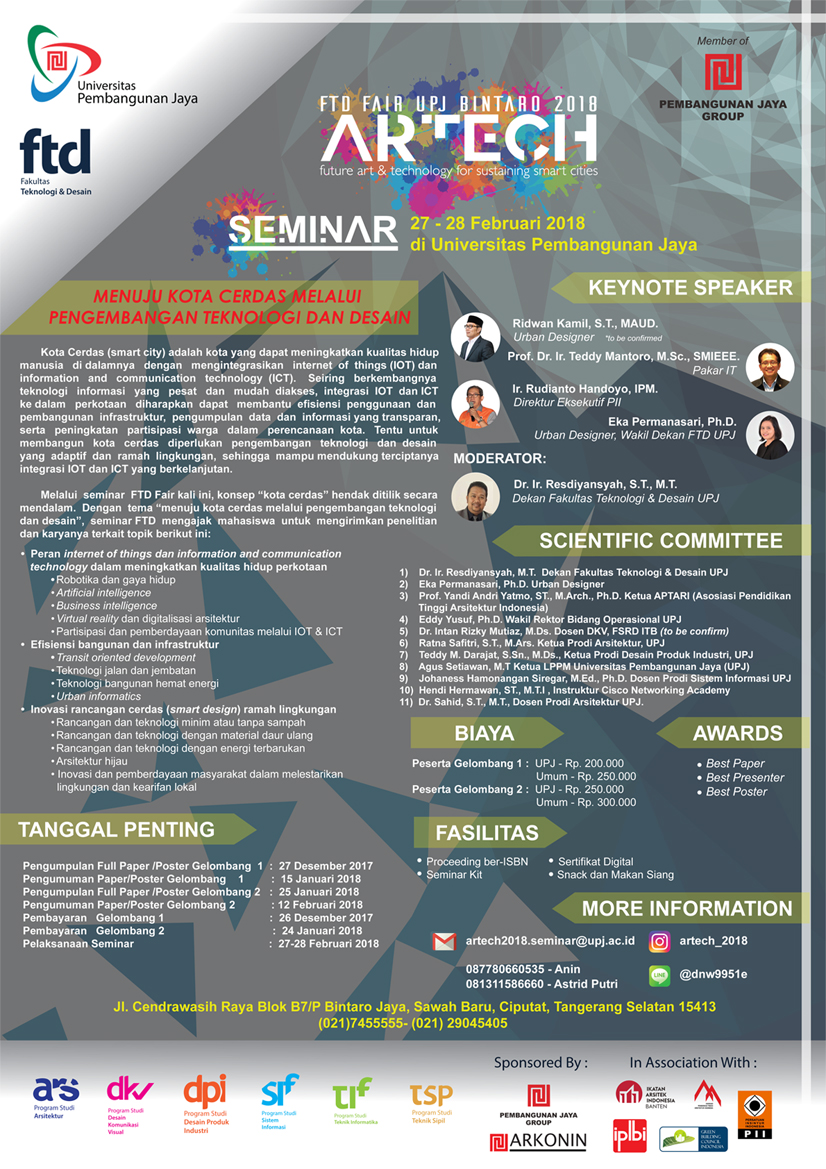 Universitas
Pembangunan Jaya
ftd
Fakultas
Teknologi & Desain
Member of
PEMBANGUNAN JAYA
GROUP
FTD FAIR UPJ BINTARO 2018
ARTECH
future art & technology for sustaining smart cities
SEMINAR
27 - 28 Februari 2018
di Universitas Pembangunan Jaya
MENUJU KOTA CERDAS MELALUI
PENGEMBANGAN TEKNOLOGI DAN DESAIN
Kota Cerdas (smart city) adalah kota yang dapat meningkatkan kualitas hidup
manusia di dalamnya dengan mengintegrasikan internet of things (IOT) dan
information and communication technology (ICT). Seiring berkembangnya
teknologi informasi yang pesat dan mudah diakses, integrasi IOT dan ICT
ke dalam perkotaan diharapkan dapat membantu efisiensi penggunaan dan
pembangunan infrastruktur, pengumpulan data dan informasi yang transparan,
serta peningkatan partisipasi warga dalam perencanaan kota. Tentu untuk
membangun kota cerdas diperlukan pengembangan teknologi dan desain
yang adaptif dan ramah lingkungan, sehingga mampu mendukung terciptanya
integrasi IOT dan ICT yang berkelanjutan.
Melalui seminar FTD Fair kali ini, konsep “kota cerdas” hendak ditilik secara
mendalam. Dengan tema “menuju kota cerdas melalui pengembangan teknologi
dan desain”, seminar FTD mengajak mahasiswa untuk mengirimkan penelitian
dan karyanya terkait topik berikut ini:
• Peran internet of things dan information and communication
technology dalam meningkatkan kualitas hidup perkotaan
• Robotika dan gaya hidup
• Artificial intelligence
• Business intelligence
• Virtual reality dan digitalisasi arsitektur
• Partisipasi dan pemberdayaan komunitas melalui IOT & ICT
• Efisiensi bangunan dan infrastruktur
• Transit oriented development
• Teknologi jalan dan jembatan
• Teknologi bangunan hemat energi
• Urban informatics
• Inovasi rancangan cerdas (smart design) ramah lingkungan
• Rancangan dan teknologi minim atau tanpa sampah
• Rancangan dan teknologi dengan material daur ulang
• Rancangan dan teknologi dengan energi terbarukan
• Arsitektur hijau
• Inovasi dan pemberdayaan masyarakat dalam melestarikan
lingkungan dan kearifan lokal
TANGGAL PENTING
Pengumpulan Full Paper /Poster Gelombang 1 : 27 Desember 2017
Pengumuman Paper/Poster Gelombang 1 : 15 Januari 2018
Pengumpulan Full Paper /Poster Gelombang 2 : 25 Januari 2018
Pengumuman Paper/Poster Gelombang 2 : 12 Februari 2018
Pembayaran Gelombang 1 : 26 Desember 2017
Pembayaran Gelombang 2 : 24 Januari 2018
Pelaksanaan Seminar : 27-28 Februari 2018
KEYNOTE SPEAKER
Ridwan Kamil, S.T., MAUD.
Urban Designer *to be confirmed
Prof. Dr. Ir. Teddy Mantoro, M.Sc., SMIEEE.
Pakar IT
Ir. Rudianto Handoyo, IPM.
Direktur Eksekutif PII
Eka Permanasari, Ph.D.
Urban Designer, Wakil Dekan FTD UPJ
MODERATOR:
Dr. Ir. Resdiyansyah, S.T., M.T.
Dekan Fakultas Teknologi & Desain UPJ
SCIENTIFIC COMMITTEE
1) Dr. Ir. Resdiyansyah, M.T. Dekan Fakultas Teknologi & Desain UPJ
2) Eka Permanasari, Ph.D. Urban Designer
3) Prof. Yandi Andri Yatmo, ST., M.Arch., Ph.D. Ketua APTARI (Asosiasi Pendidikan
Tinggi Arsitektur Indonesia)
4) Eddy Yusuf, Ph.D. Wakil Rektor Bidang Operasional UPJ
5) Dr. Intan Rizky Mutiaz, M.Ds. Dosen DKV, FSRD ITB (to be confirm)
6) Ratna Safitri, S.T., M.Ars. Ketua Prodi Arsitektur, UPJ
7) Teddy M. Darajat, S.Sn., M.Ds., Ketua Prodi Desain Produk Industri, UPJ
8) Agus Setiawan, M.T Ketua LPPM Universitas Pembangunan Jaya (UPJ)
9) Johaness Hamonangan Siregar, M.Ed., Ph.D. Dosen Prodi Sistem Informasi UPJ
10) Hendi Hermawan, ST., M.T.I , Instruktur Cisco Networking Academy
11) Dr. Sahid, S.T., M.T., Dosen Prodi Arsitektur UPJ.
BIAYA
Peserta Gelombang 1 : UPJ - Rp. 200.000
Umum - Rp. 250.000
Peserta Gelombang 2 : UPJ - Rp. 250.000
Umum - Rp. 300.000
AWARDS
• Best Paper
• Best Presenter
• Best Poster
FASILITAS
• Proceeding ber-ISBN
• Seminar Kit
• Sertifikat Digital
• Snack dan Makan Siang
MORE INFORMATION
artech2018.seminar@upj.ac.id
artech_2018
087780660535 - Anin
081311586660 - Astrid Putri
LINE
@dnw9951e
Jl. Cendrawasih Raya Blok B7/P Bintaro Jaya, Sawah Baru, Ciputat, Tangerang Selatan 15413
(021)7455555- (021) 29045405
ars
Program Studi
Arsitektur
dkv
Program Studi
Desain
Komunikasi
Visual
dpi
Program Studi
Desain Produk
Industri
sif
Program Studi
Sistem
Informasi
tif
Program Studi
Teknik Informatika
tsp
Program Studi
Teknik Sipil
Sponsored By :
PEMBANGUNAN JAYA
GROUP
ARKONIN
In Association With :
IKATAN
ARSITEK
INDONESIA
BANTEN
iplbi
GREEN
BUILDING
COUNCIL
INDONESIA
PII